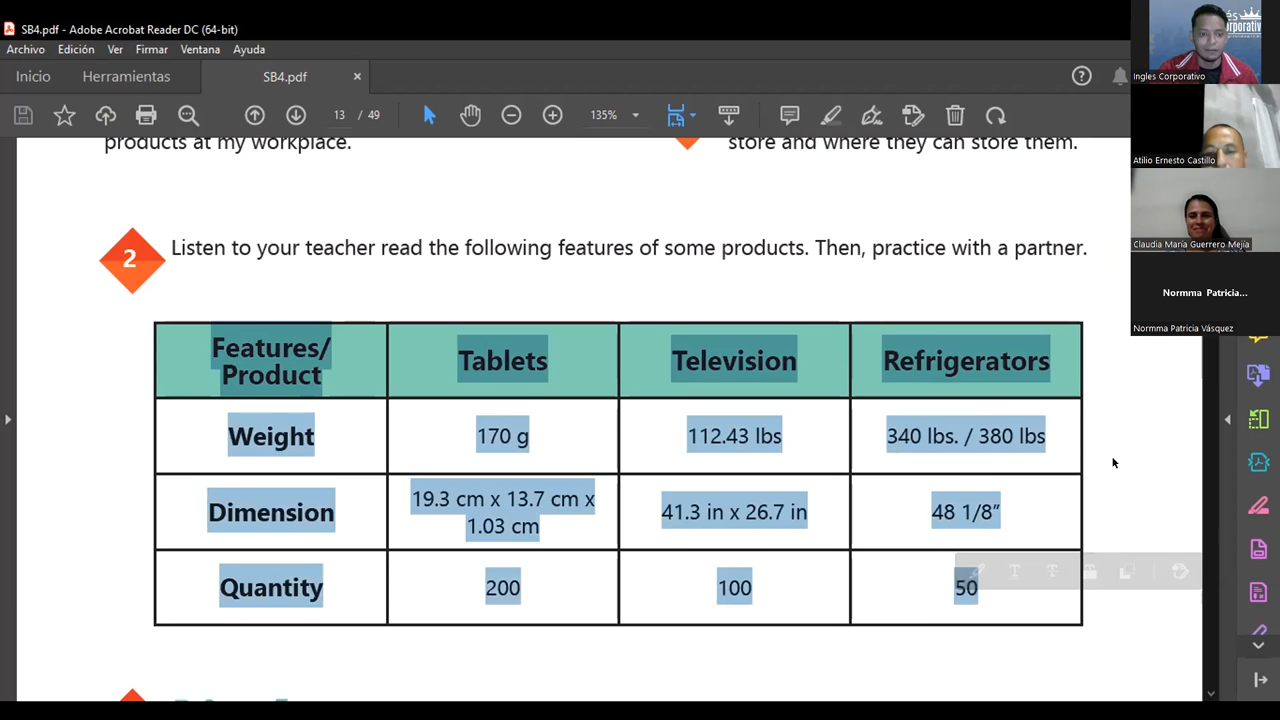 SB4.pdf - Adobe Acrobat Reader DC (64-bit)
Archivo Edición Ver Firmar Ventana Ayuda
Inicio Herramientas SB4.pdf ×
13 / 49 135%
products at my workplace.
store and where they can store them.
2 Listen to your teacher read the following features of some products. Then, practice with a partner.
Features/ Product Tablets Television Refrigerators
Weight 170 g 112.43 lbs 340 lbs. / 380 lbs
Dimension 19.3 cm x 13.7 cm x 1.03 cm 41.3 in x 26.7 in 48 1/8”
Quantity 200 100 50
Ingles Corporativo
Atilio Ernesto Castillo
Claudia María Guerrero Mejía
Normma Patricia...
Normma Patricia Vásquez